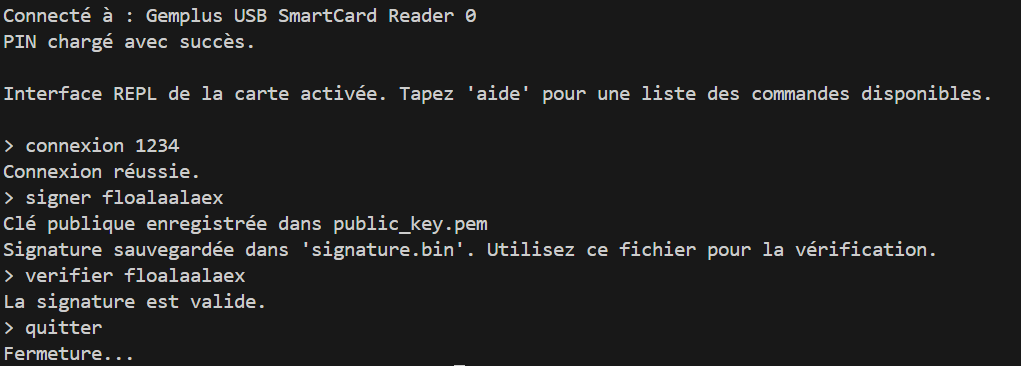 Connecté à : Gemplus USB SmartCard Reader 0
PIN chargé avec succès.
Interface REPL de la carte activée. Tapez 'aide' pour une liste des commandes disponibles.
> connexion 1234
Connexion réussie.
> signer floalaalaex
Clé publique enregistrée dans public_key.pem
Signature sauvegardée dans 'signature.bin'. Utilisez ce fichier pour la vérification.
> verifier floalaalaex
La signature est valide.
> quitter
Fermeture...